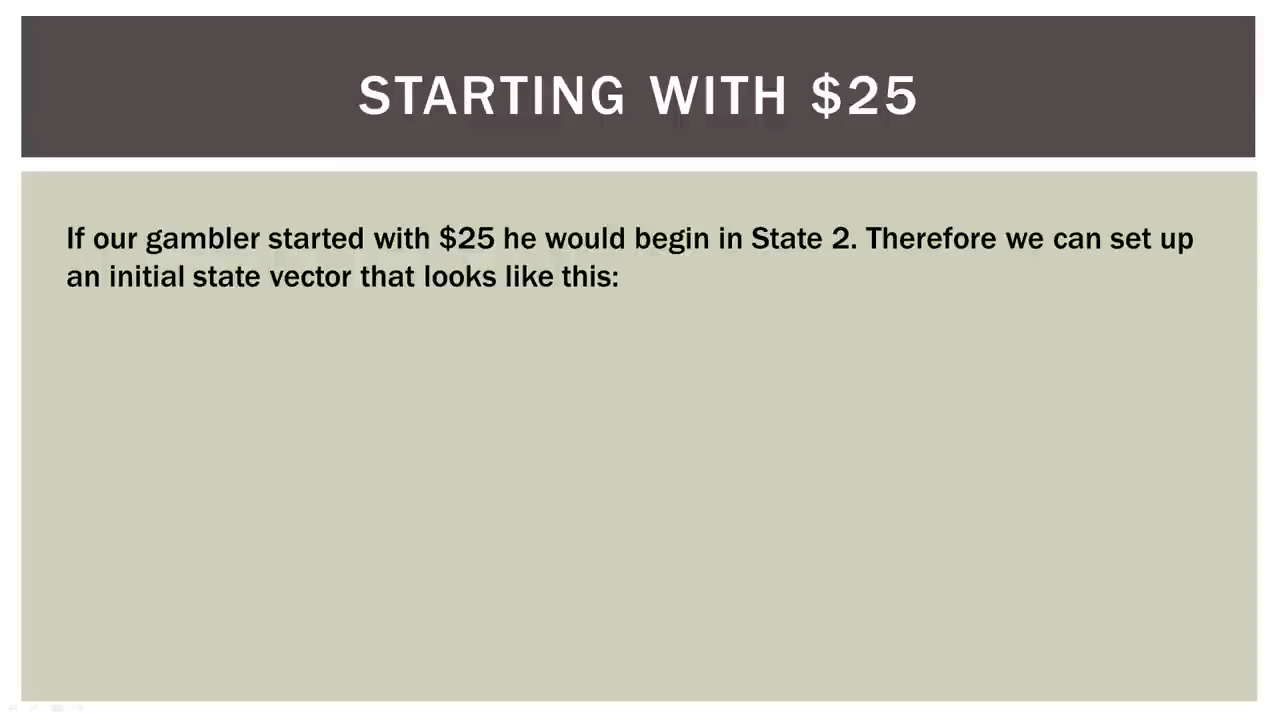 STARTING WITH $25
If our gambler started with $25 he would begin in State 2. Therefore we can set up
an initial state vector that looks like this: